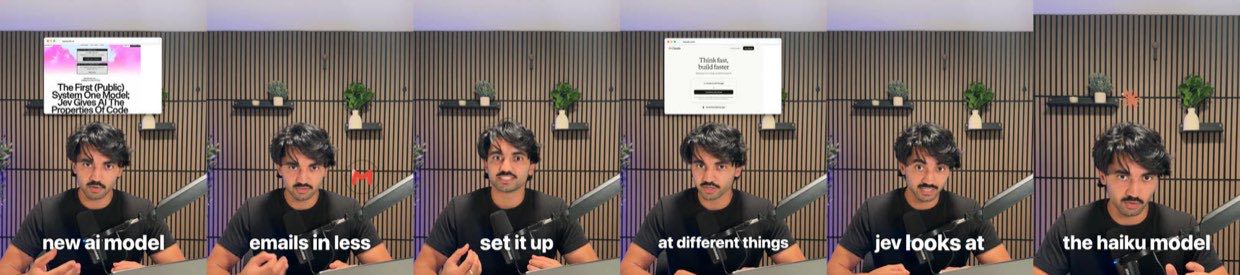 The First (Public)
System One Model;
Jev Gives AI The
Properties Of Code
new ai model
emails in less
set it up
Think fast,
build faster
at different things
jev looks at
the haiku model